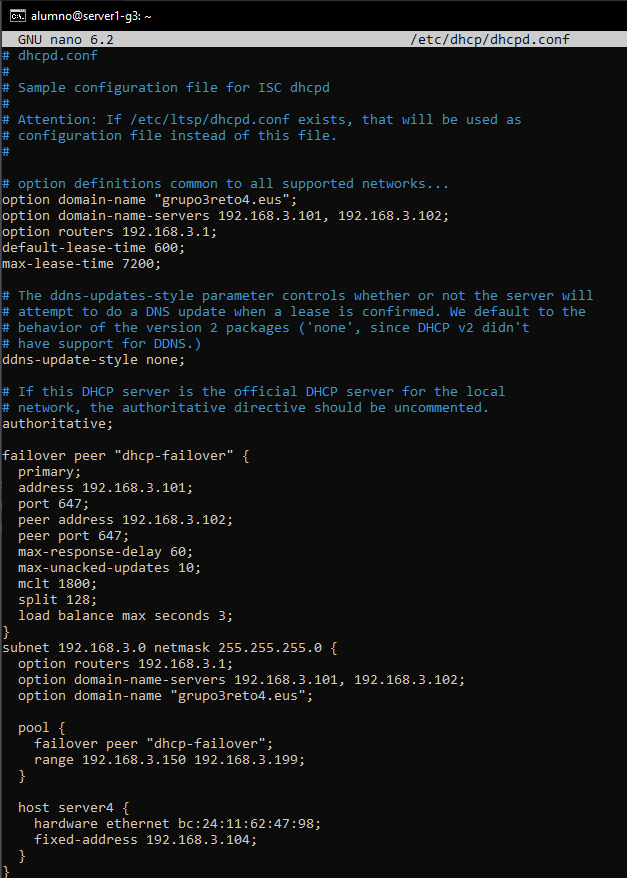 alumno@server1-g3: ~
GNU nano 6.2 /etc/dhcp/dhcpd.conf
# dhcpd.conf
#
# Sample configuration file for ISC dhcpd
#
# Attention: If /etc/ltsp/dhcpd.conf exists, that will be used as
# configuration file instead of this file.
#

# option definitions common to all supported networks...
option domain-name "grupo3reto4.eus";
option domain-name-servers 192.168.3.101, 192.168.3.102;
option routers 192.168.3.1;
default-lease-time 600;
max-lease-time 7200;

# The ddns-updates-style parameter controls whether or not the server will
# attempt to do a DNS update when a lease is confirmed. We default to the
# behavior of the version 2 packages ('none', since DHCP v2 didn't
# have support for DDNS.)
ddns-update-style none;

# If this DHCP server is the official DHCP server for the local
# network, the authoritative directive should be uncommented.
authoritative;

failover peer "dhcp-failover" {
  primary;
  address 192.168.3.101;
  port 647;
  peer address 192.168.3.102;
  peer port 647;
  max-response-delay 60;
  max-unacked-updates 10;
  mclt 1800;
  split 128;
  load balance max seconds 3;
}
subnet 192.168.3.0 netmask 255.255.255.0 {
  option routers 192.168.3.1;
  option domain-name-servers 192.168.3.101, 192.168.3.102;
  option domain-name "grupo3reto4.eus";

  pool {
    failover peer "dhcp-failover";
    range 192.168.3.150 192.168.3.199;
  }

  host server4 {
    hardware ethernet bc:24:11:62:47:98;
    fixed-address 192.168.3.104;
  }
}